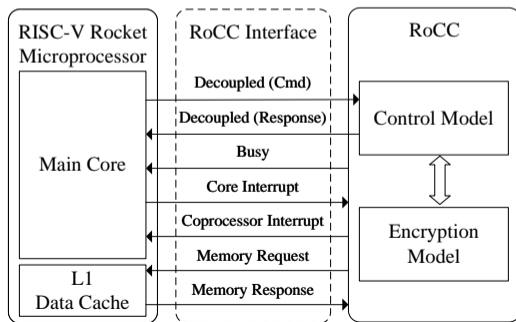 RISC-V Rocket
Microprocessor
RoCC Interface
RoCC
Main Core
L1
Data Cache
Decoupled (Cmd)
Decoupled (Response)
Busy
Core Interrupt
Coprocessor Interrupt
Memory Request
Memory Response
Control Model
Encryption
Model